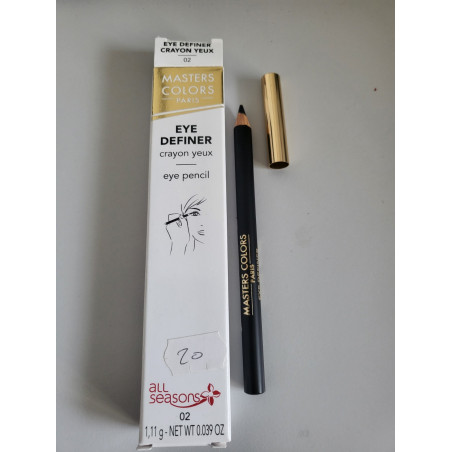 EYE DEFINER
CRAYON YEUX
02
MASTERS
COLORS
PARIS
EYE
DEFINER
crayon yeux
eye pencil
20
all
seasons
02
1,11 g - NET WT 0.039 OZ
MASTERS COLORS
PARIS